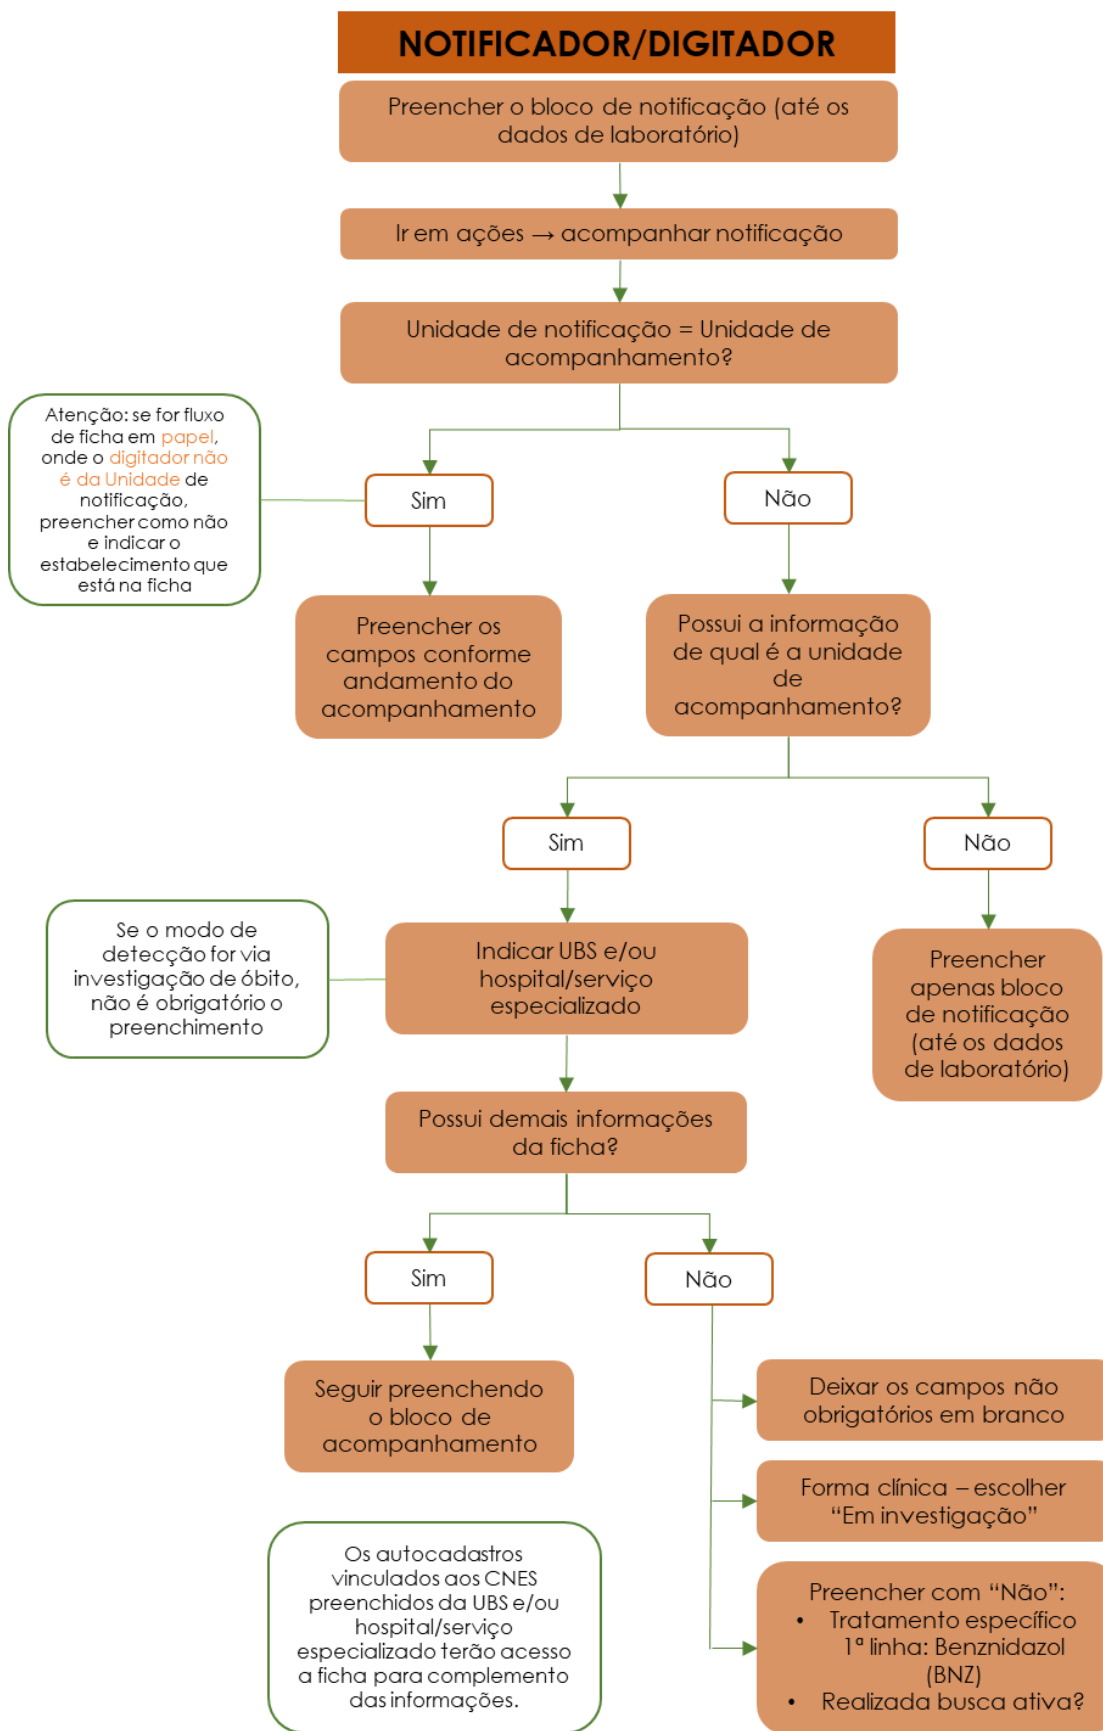 NOTIFICADOR/DIGITADOR
Preencher o bloco de notificação (até os
dados de laboratório)
Ir em ações → acompanhar notificação
Unidade de notificação = Unidade de
acompanhamento?
Atenção: se for fluxo
de ficha em papel,
onde o digitador não
é da Unidade de
notificação,
preencher como não
e indicar o
estabelecimento que
está na ficha
Sim
Não
Preencher os
campos conforme
andamento do
acompanhamento
Possui a informação
de qual é a unidade
de
acompanhamento?
Sim
Não
Se o modo de
detecção for via
investigação de óbito,
não é obrigatório o
preenchimento
Indicar UBS e/ou
hospital/serviço
especializado
Preencher
apenas bloco
de notificação
(até os dados
de laboratório)
Possui demais informações
da ficha?
Sim
Não
Seguir preenchendo
o bloco de
acompanhamento
Deixar os campos não
obrigatórios em branco
Forma clínica – escolher
“Em investigação”
Os autocadastros
vinculados aos CNES
preenchidos da UBS e/ou
hospital/serviço
especializado terão acesso
a ficha para complemento
das informações.
Preencher com “Não”:
• Tratamento específico
1ª linha: Benznidazol
(BNZ)
• Realizada busca ativa?